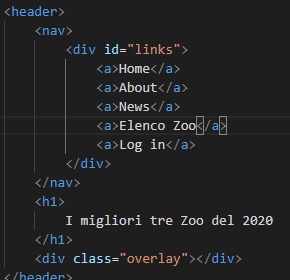 <header>
<nav>
<div id="links">
<a>Home</a>
<a>About</a>
<a>News</a>
<a>Elenco Zoo</a>
<a>Log in</a>
</div>
</nav>
<h1>
I migliori tre Zoo del 2020
</h1>
<div class="overlay"></div>
</header>